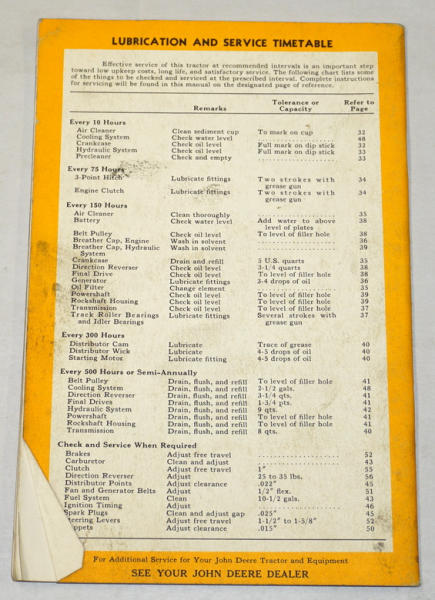 LUBRICATION AND SERVICE TIMETABLE
Effective service of this tractor at recommended intervals is an important step
toward low upkeep costs, long life, and satisfactory service. The following chart lists some
of the things to be checked and serviced at the prescribed interval. Complete instructions
for servicing will be found in this manual on the designated page of reference.
Tolerance or Refer to
Remarks Capacity Page
Every 10 Hours
Air Cleaner Clean sediment cup To mark on cup 32
Cooling System Check water level 48
Crankcase Check oil level Full mark on dip stick 32
Hydraulic System Check oil level Full mark on dip stick 33
Precleaner Check and empty 33
Every 75 Hours
3-Point Hitch Lubricate fittings Two strokes with 34
grease gun
Engine Clutch Lubricate fittings Two strokes with 34
grease gun
Every 150 Hours
Air Cleaner Clean thoroughly 35
Battery Check water level Add water to above 38
level of plates
Belt Pulley Check oil level To level of filler hole 38
Breather Cap, Engine Wash in solvent 36
Breather Cap, Hydraulic Wash in solvent 39
System
Crankcase Drain and refill 5 U.S. quarts 35
Direction Reverser Check oil level 3-1/4 quarts 38
Final Drive Check oil level To level of filler hole 38
Generator Lubricate fittings 3-4 drops of oil 36
Oil Filter Change element 35
Powershaft Check oil level To level of filler hole 39
Rockshaft Housing Check oil level To level of filler hole 39
Transmission Check oil level To level of filler hole 37
Track Roller Bearings Lubricate fittings Several strokes with 37
and Idler Bearings grease gun
Every 300 Hours
Distributor Cam Lubricate Trace of grease 40
Distributor Wick Lubricate 4-5 drops of oil 40
Starting Motor Lubricate fitting 4-5 drops of oil 40
Every 500 Hours or Semi-Annually
Belt Pulley Drain, flush, and refill To level of filler hole 41
Cooling System Drain, flush, and refill 2-1/2 gals. 48
Direction Reverser Drain, flush, and refill 3-1/4 qts. 41
Final Drives Drain, flush, and refill 1-3/4 pts. 41
Hydraulic System Drain, flush, and refill 9 qts. 42
Powershaft Drain, flush, and refill To level of filler hole 41
Rockshaft Housing Drain, flush, and refill To level of filler hole 41
Transmission Drain, flush, and refill 8 qts. 40
Check and Service When Required
Brakes Adjust free travel 52
Carburetor Clean and adjust 43
Clutch Adjust free travel 1" 55
Direction Reverser Adjust 25 to 35 lbs. 56
Distributor Points Adjust clearance .022" 45
Fan and Generator Belts Adjust 1/2" flex. 51
Fuel System Clean 10-1/2 gals. 43
Ignition Timing Adjust 46
Spark Plugs Clean and adjust gap .025" 45
teering Levers Adjust free travel 1-1/2" to 1-5/8" 52
ppets Adjust clearance .015" 50
For Additional Service for Your John Deere Tractor and Equipment
SEE YOUR JOHN DEERE DEALER